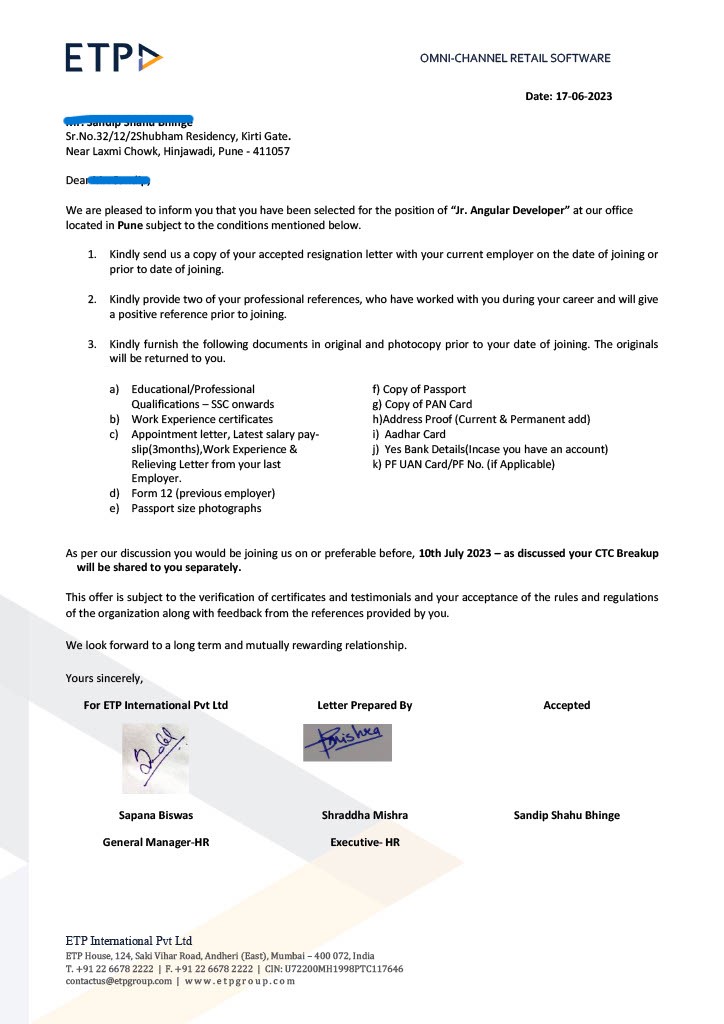 ETP
OMNI-CHANNEL RETAIL SOFTWARE
Date: 17-06-2023
Sr.No.32/12/2Shubham Residency, Kirti Gate.
Near Laxmi Chowk, Hinjawadi, Pune - 411057
Dear
We are pleased to inform you that you have been selected for the position of “Jr. Angular Developer” at our office
located in Pune subject to the conditions mentioned below.
1. Kindly send us a copy of your accepted resignation letter with your current employer on the date of joining or
prior to date of joining.
2. Kindly provide two of your professional references, who have worked with you during your career and will give
a positive reference prior to joining.
3. Kindly furnish the following documents in original and photocopy prior to your date of joining. The originals
will be returned to you.
a) Educational/Professional
Qualifications – SSC onwards
b) Work Experience certificates
c) Appointment letter, Latest salary pay-
slip(3months),Work Experience &
Relieving Letter from your last
Employer.
d) Form 12 (previous employer)
e) Passport size photographs
f) Copy of Passport
g) Copy of PAN Card
h)Address Proof (Current & Permanent add)
i) Aadhar Card
j) Yes Bank Details(Incase you have an account)
k) PF UAN Card/PF No. (if Applicable)
As per our discussion you would be joining us on or preferable before, 10th July 2023 – as discussed your CTC Breakup
will be shared to you separately.
This offer is subject to the verification of certificates and testimonials and your acceptance of the rules and regulations
of the organization along with feedback from the references provided by you.
We look forward to a long term and mutually rewarding relationship.
Yours sincerely,
For ETP International Pvt Ltd Letter Prepared By Accepted
Sapana Biswas Shraddha Mishra Sandip Shahu Bhinge
General Manager-HR Executive- HR
ETP International Pvt Ltd
ETP House, 124, Saki Vihar Road, Andheri (East), Mumbai – 400 072, India
T. +91 22 6678 2222 | F. +91 22 6678 2222 | CIN: U72200MH1998PTC117646
contactus@etpgroup.com | www.etpgroup.com